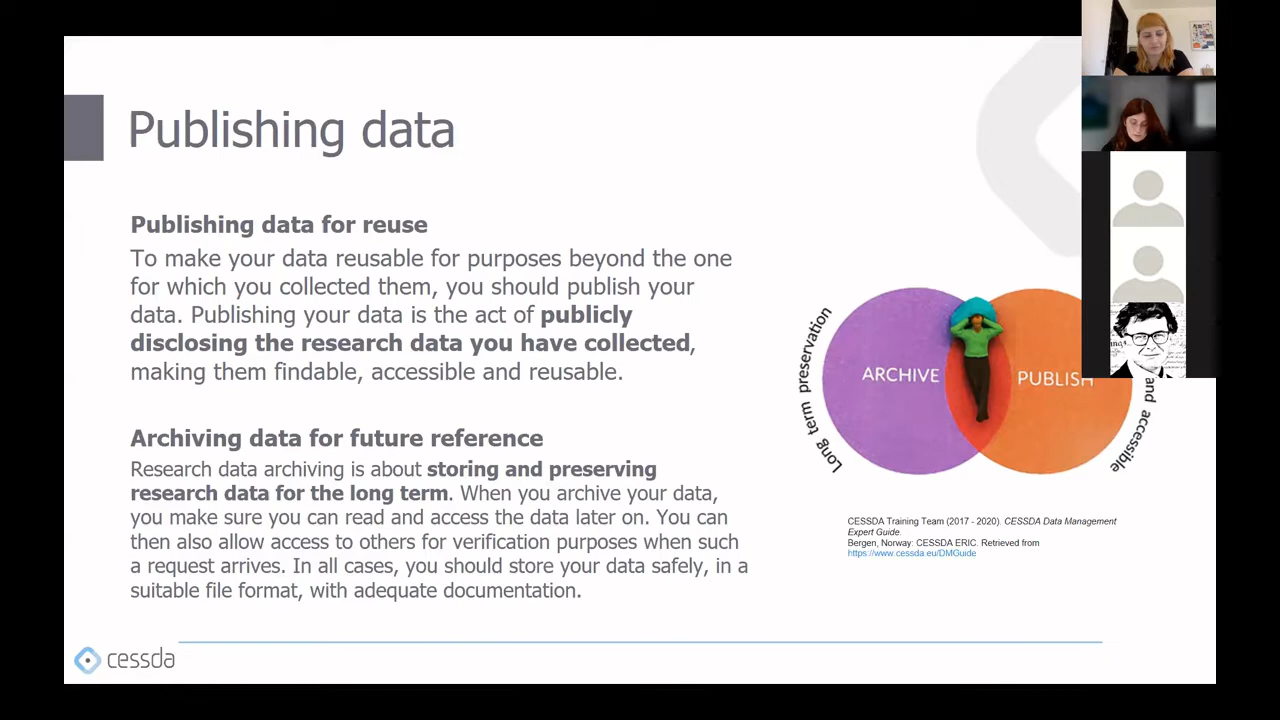 Publishing data
Publishing data for reuse
To make your data reusable for purposes beyond the one
for which you collected them, you should publish your
data. Publishing your data is the act of publicly
disclosing the research data you have collected,
making them findable, accessible and reusable.
Archiving data for future reference
Research data archiving is about storing and preserving
research data for the long term. When you archive your data,
you make sure you can read and access the data later on. You can
then also allow access to others for verification purposes when such
a request arrives. In all cases, you should store your data safely, in a
suitable file format, with adequate documentation.
Long term preservation
ARCHIVE
PUBLISH
and accessible
CESSDA Training Team (2017 - 2020). CESSDA Data Management
Expert Guide.
Bergen, Norway: CESSDA ERIC. Retrieved from
https://www.cessda.eu/DMGuide
cessda